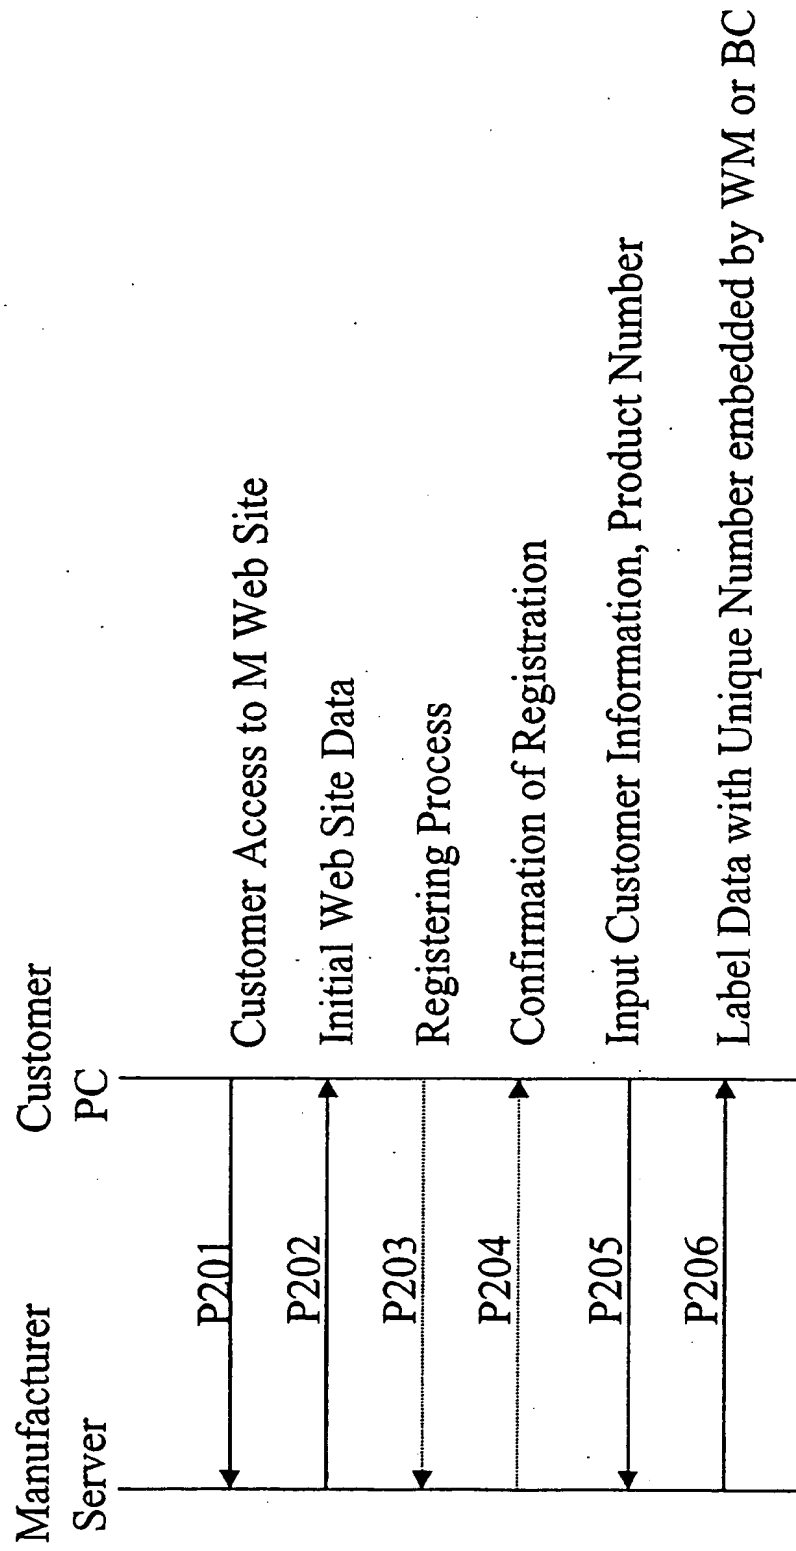 Manufacturer
Server
Customer
PC
P201
Customer Access to M Web Site
P202
Initial Web Site Data
P203
Registering Process
P204
Confirmation of Registration
P205
Input Customer Information, Product Number
P206
Label Data with Unique Number embedded by WM or BC